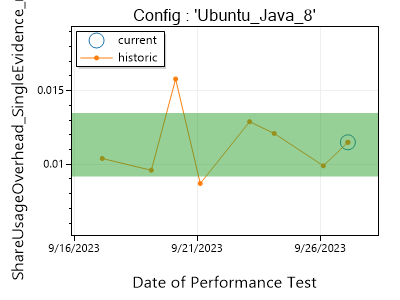 Config : 'Ubuntu_Java_8'
current
historic
ShareUsageOverhead_SingleEvidence_
0.015
0.01
9/16/2023
9/21/2023
9/26/2023
Date of Performance Test